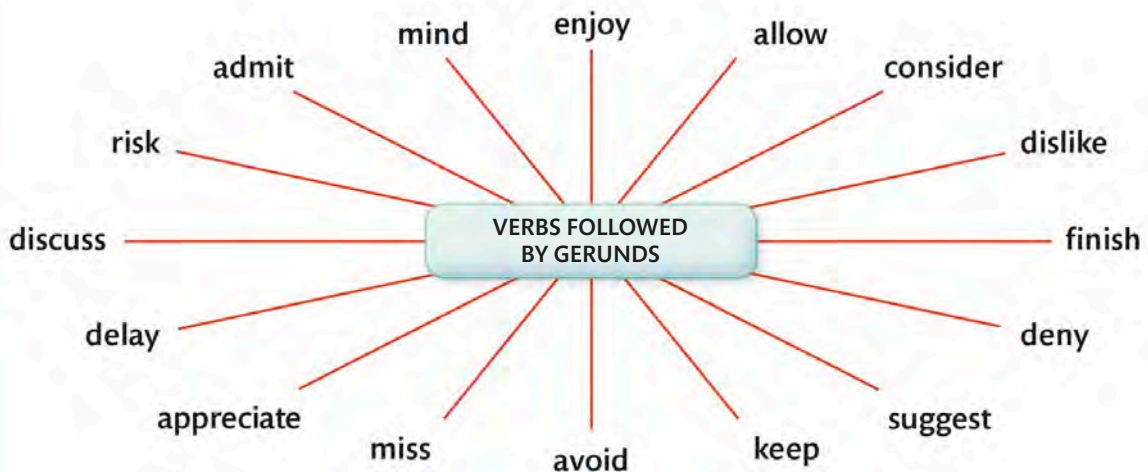 enjoy
mind
allow
admit
consider
risk
dislike
VERBS FOLLOWED
BY GERUNDS
discuss
finish
delay
deny
appreciate
suggest
miss
avoid
keep